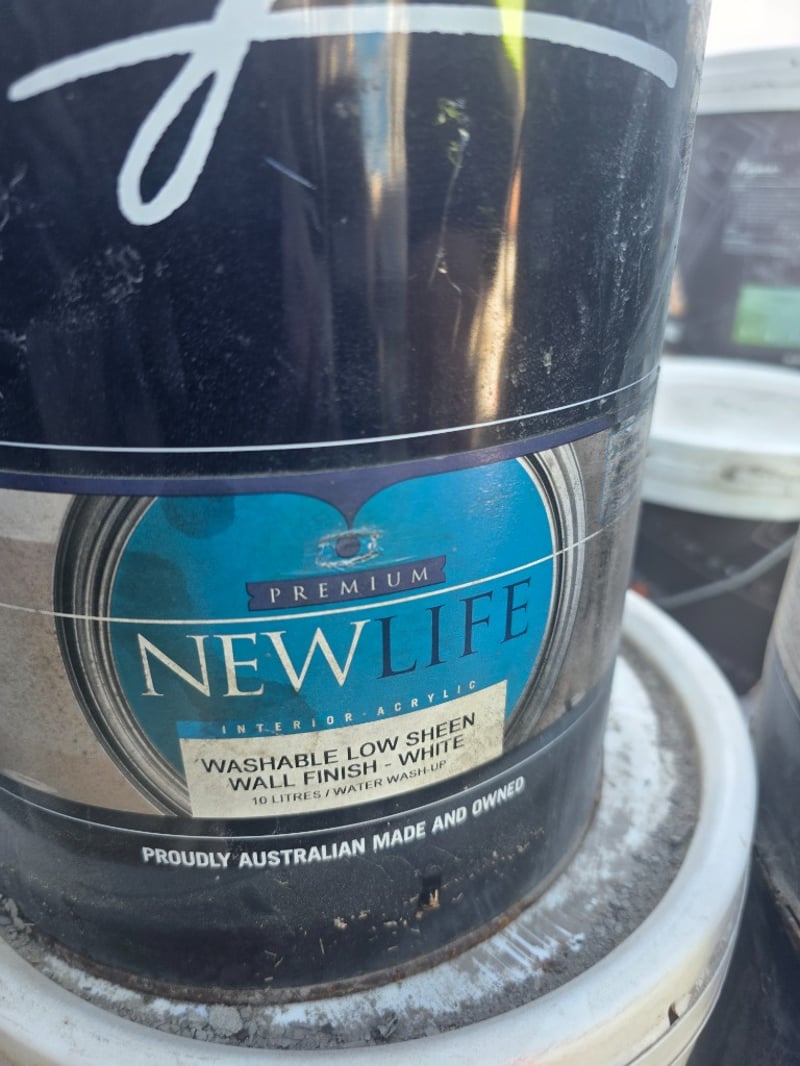 PREMIUM
NEWLIFE
INTERIOR-ACRYLIC
WASHABLE LOW SHEEN
WALL FINISH - WHITE
10 LITRES / WATER WASH-UP
PROUDLY AUSTRALIAN MADE AND OWNED